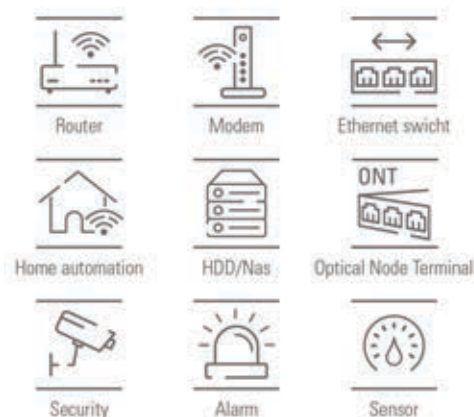 Router
Modem
Ethernet swicht
Home automation
HDD/Nas
ONT
Optical Node Terminal
Security
Alarm
Sensor